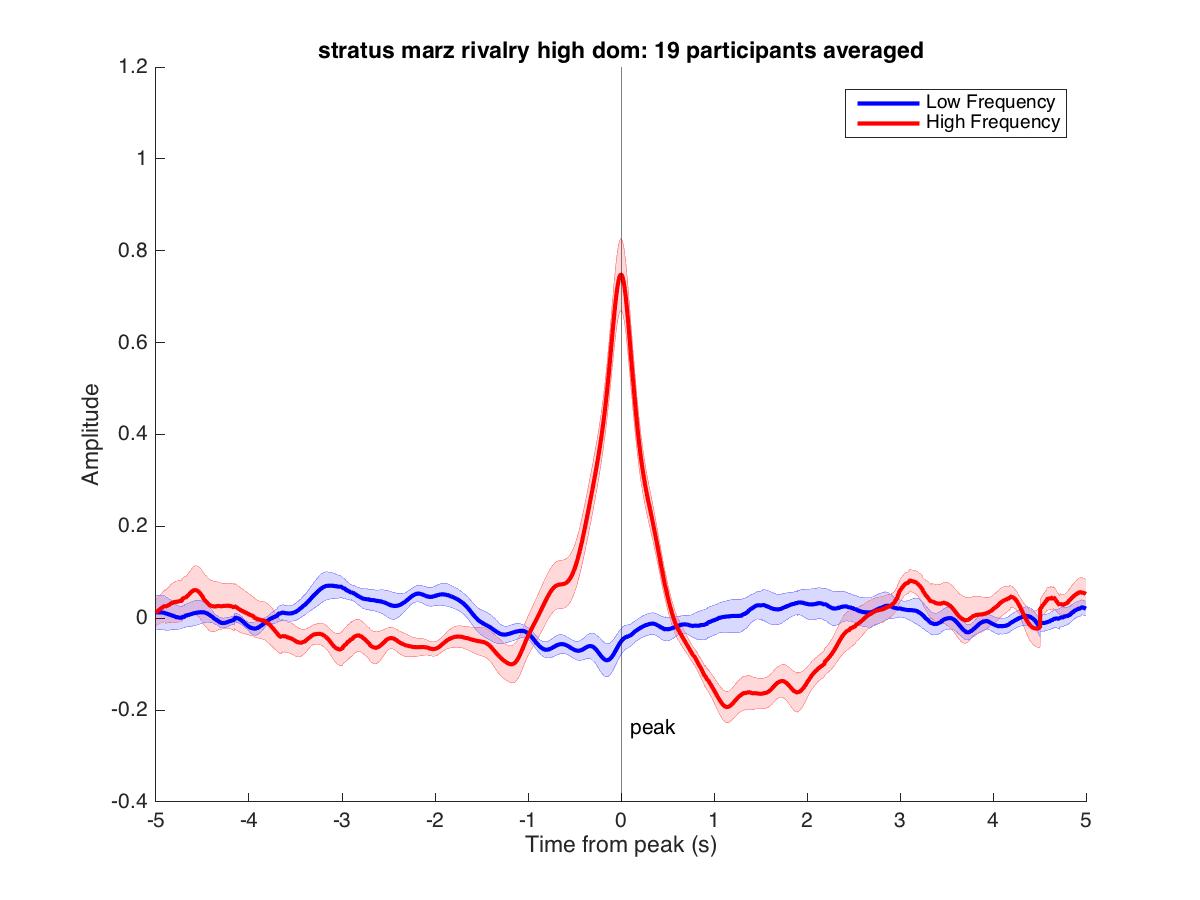 stratus marz rivalry high dom: 19 participants averaged
Low Frequency
High Frequency
1.2
1
0.8
0.6
0.4
0.2
0
-0.2
-0.4
Amplitude
peak
-5 -4 -3 -2 -1 0 1 2 3 4 5
Time from peak (s)